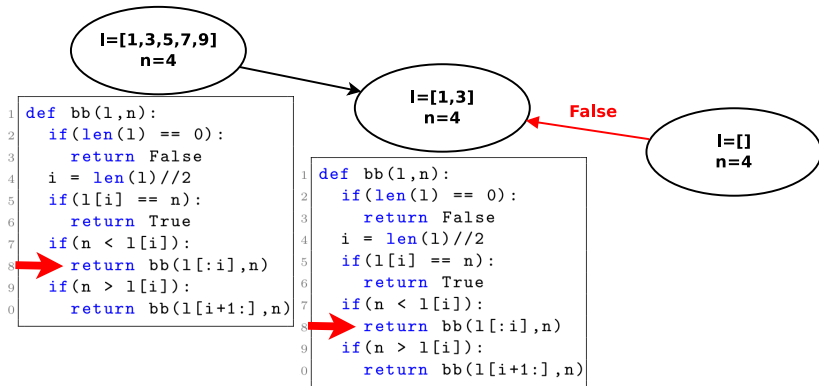 l=[1,3,5,7,9]
n=4
l=[1,3]
n=4
False
l=[]
n=4
1 def bb(l,n):
2 if(len(l) == 0):
3 return False
4 i = len(l)//2
5 if(l[i] == n):
6 return True
7 if(n < l[i]):
8 return bb(l[:i],n)
9 if(n > l[i]):
0 return bb(l[i+1:],n)
1 def bb(l,n):
2 if(len(l) == 0):
3 return False
4 i = len(l)//2
5 if(l[i] == n):
6 return True
7 if(n < l[i]):
8 return bb(l[:i],n)
9 if(n > l[i]):
0 return bb(l[i+1:],n)